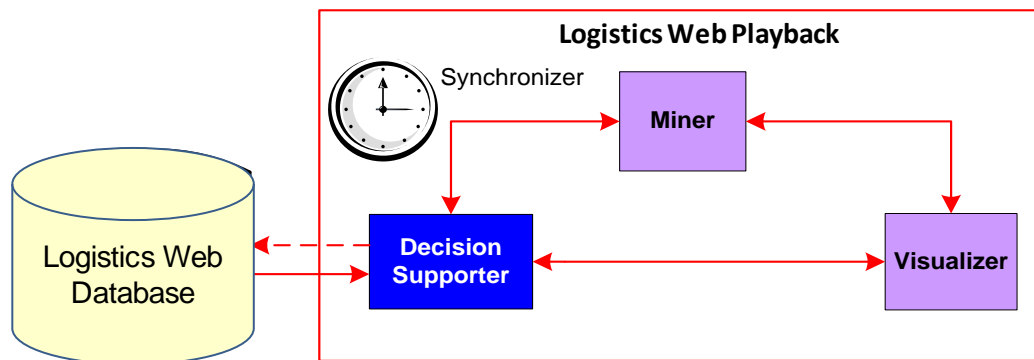 Logistics Web Playback
Synchronizer
Miner
Decision
Supporter
Visualizer
Logistics Web
Database